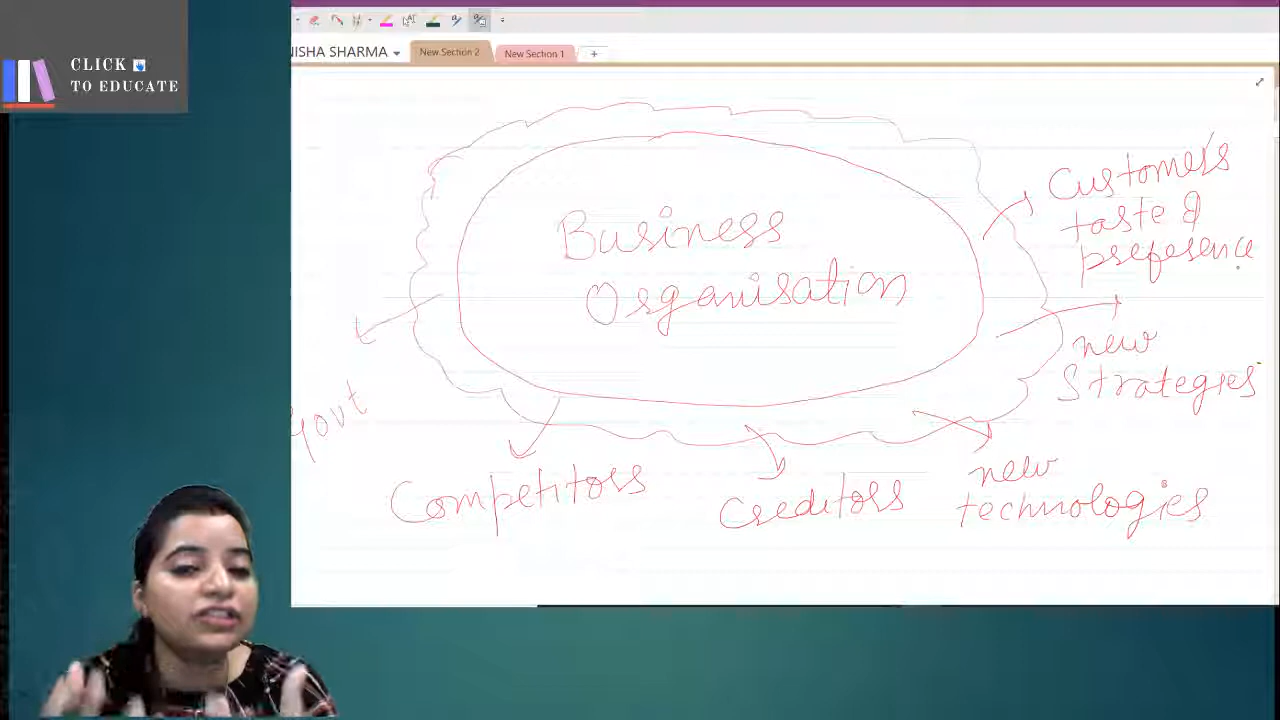 CLICK
TO EDUCATE
NISHA SHARMA
New Section 2
New Section 1
Business
Organisation
Customers
taste &
preference
new
Strategies
new
technologies
Creditors
Competitors
govt